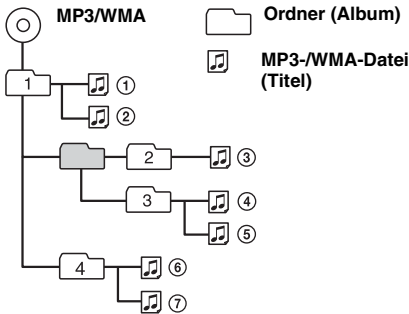 MP3/WMA
Ordner (Album)
MP3-/WMA-Datei
(Titel)
1
①
②
2
③
3
④
⑤
4
⑥
⑦